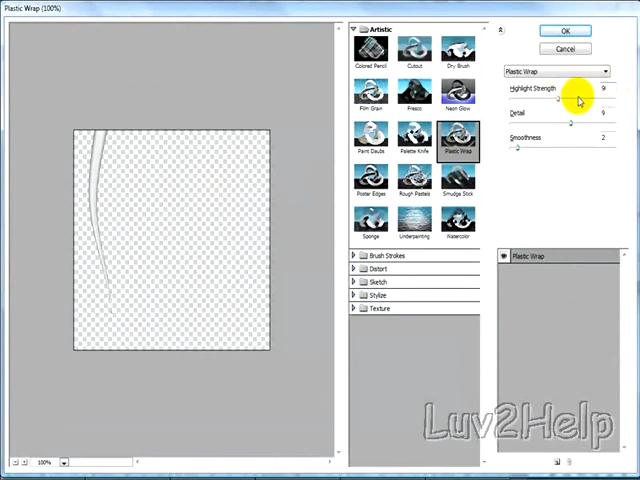 Plastic Wrap (100%)
Artistic
Colored Pencil
Cutout
Dry Brush
Film Grain
Fresco
Neon Glow
Paint Daubs
Palette Knife
Plastic Wrap
Poster Edges
Rough Pastels
Smudge Stick
Sponge
Underpainting
Watercolor
Brush Strokes
Distort
Sketch
Stylize
Texture
OK
Cancel
Plastic Wrap
Highlight Strength 9
Detail 9
Smoothness 2
Plastic Wrap
Luv2Help
100%